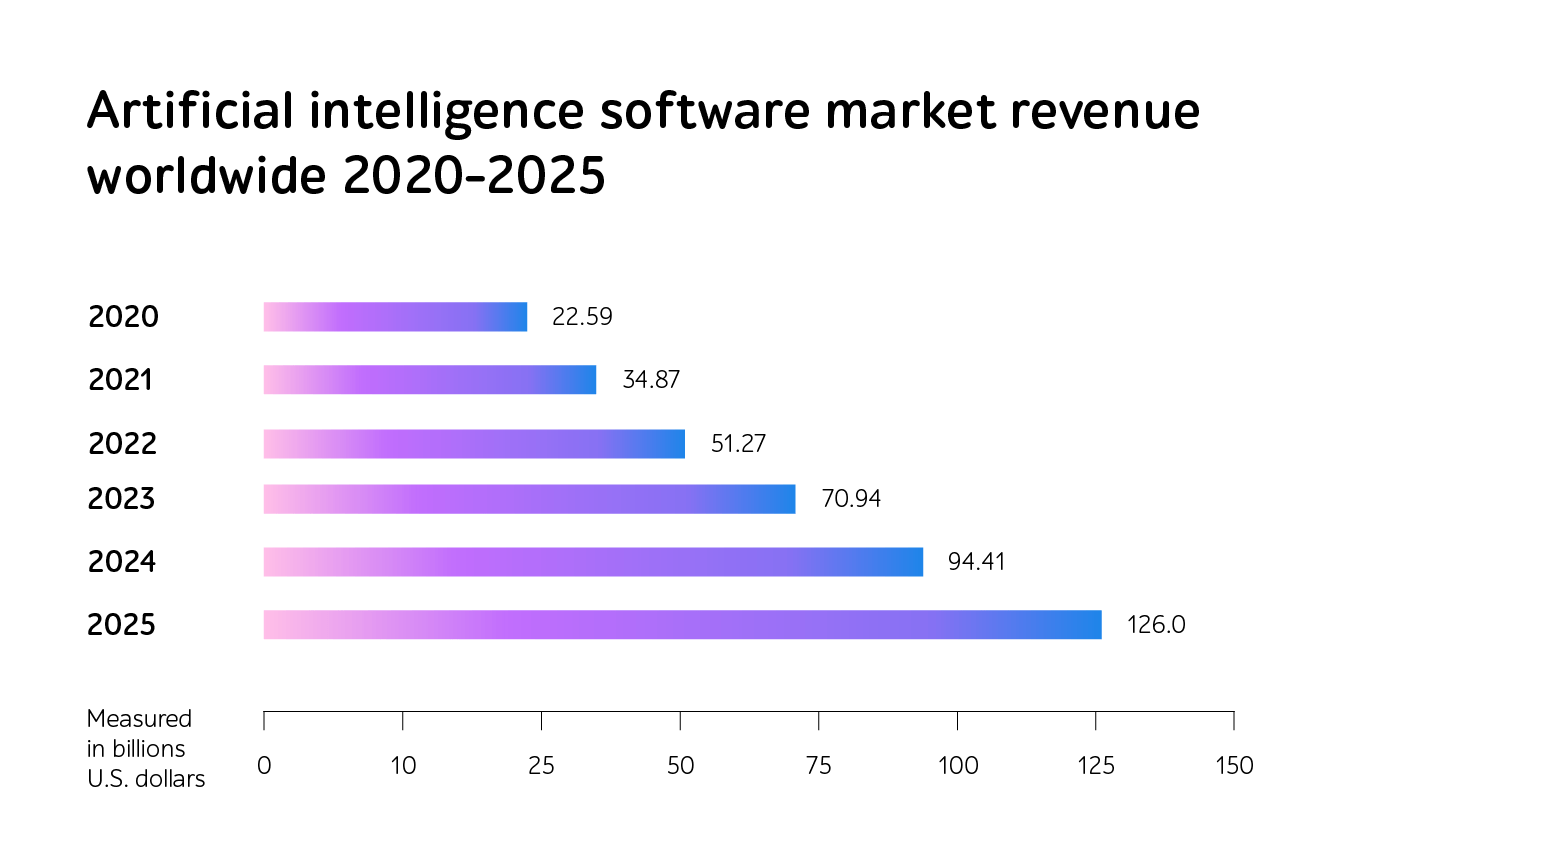 Artificial intelligence software market revenue
worldwide 2020-2025
2020 22.59
2021 34.87
2022 51.27
2023 70.94
2024 94.41
2025 126.0
Measured
in billions
U.S. dollars
0 10 25 50 75 100 125 150